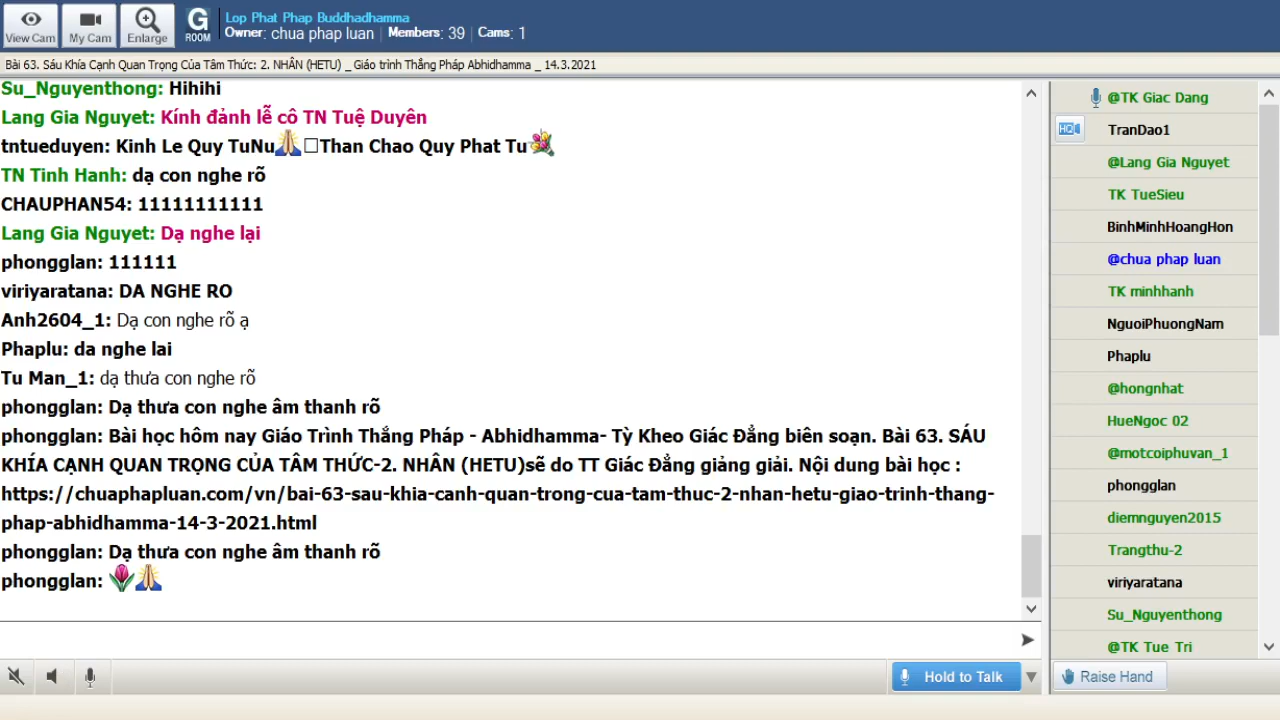 View Cam
My Cam
Enlarge
G
ROOM
Lop Phat Phap Buddhadhamma
Owner: chua phap luan Members: 39 Cams: 1
Bài 63. Sáu Khía Cạnh Quan Trọng Của Tâm Thức: 2. NHÂN (HETU) _ Giáo trình Thắng Pháp Abhidhamma _ 14.3.2021
Su_Nguyenthong: Hihihi
Lang Gia Nguyet: Kính đảnh lễ cô TN Tuệ Duyên
tntueduyen: Kinh Le Quy TuNu🙏□Than Chao Quy Phat Tu💐
TN Tinh Hanh: dạ con nghe rõ
CHAUPHAN54: 11111111111
Lang Gia Nguyet: Dạ nghe lại
phongglan: 111111
viriyaratana: DA NGHE RO
Anh2604_1: Dạ con nghe rõ ạ
Phaplu: da nghe lai
Tu Man_1: dạ thưa con nghe rõ
phongglan: Dạ thưa con nghe âm thanh rõ
phongglan: Bài học hôm nay Giáo Trình Thắng Pháp - Abhidhamma- Tỳ Kheo Giác Đẳng biên soạn. Bài 63. SÁU
KHÍA CẠNH QUAN TRỌNG CỦA TÂM THỨC-2. NHÂN (HETU)sẽ do TT Giác Đẳng giảng giải. Nội dung bài học :
https://chuaphapluan.com/vn/bai-63-sau-khia-canh-quan-trong-cua-tam-thuc-2-nhan-hetu-giao-trinh-thang-
phap-abhidhamma-14-3-2021.html
phongglan: Dạ thưa con nghe âm thanh rõ
phongglan: 🌷🙏
Hold to Talk
@TK Giac Dang
HQ
TranDao1
@Lang Gia Nguyet
TK TueSieu
BinhMinhHoangHon
@chua phap luan
TK minhhanh
NguoiPhuongNam
Phaplu
@hongnhat
HueNgoc 02
@motcoiphuvan_1
phongglan
diemnguyen2015
Trangthu-2
viriyaratana
Su_Nguyenthong
@TK Tue Tri
Raise Hand